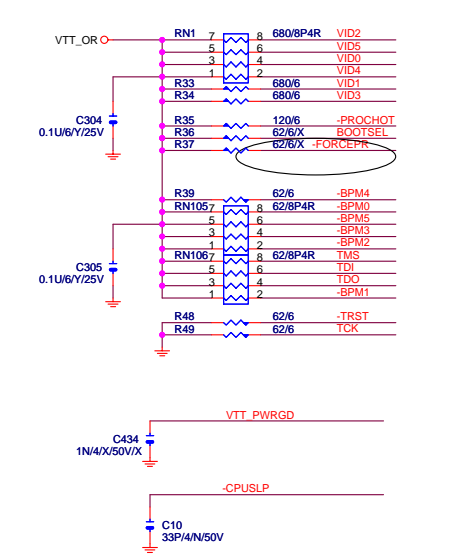 RN1 7 8 680/8P4R VID2
VTT_OR
5 6 VID5
3 4 VID0
1 2 VID4
R33 680/6 VID1
R34 680/6 VID3
C304
0.1U/6/Y/25V
R35 120/6 -PROCHOT
R36 62/6/X BOOTSEL
R37 62/6/X -FORCEPR
R39 62/6 -BPM4
RN105 7 8 62/8P4R -BPM0
5 6 -BPM5
3 4 -BPM3
1 2 -BPM2
RN106 7 8 62/8P4R TMS
C305
5 6 TDI
0.1U/6/Y/25V
3 4 TDO
1 2 -BPM1
R48 62/6 -TRST
R49 62/6 TCK
VTT_PWRGD
C434
1N/4/X/50V/X
-CPUSLP
C10
33P/4/N/50V